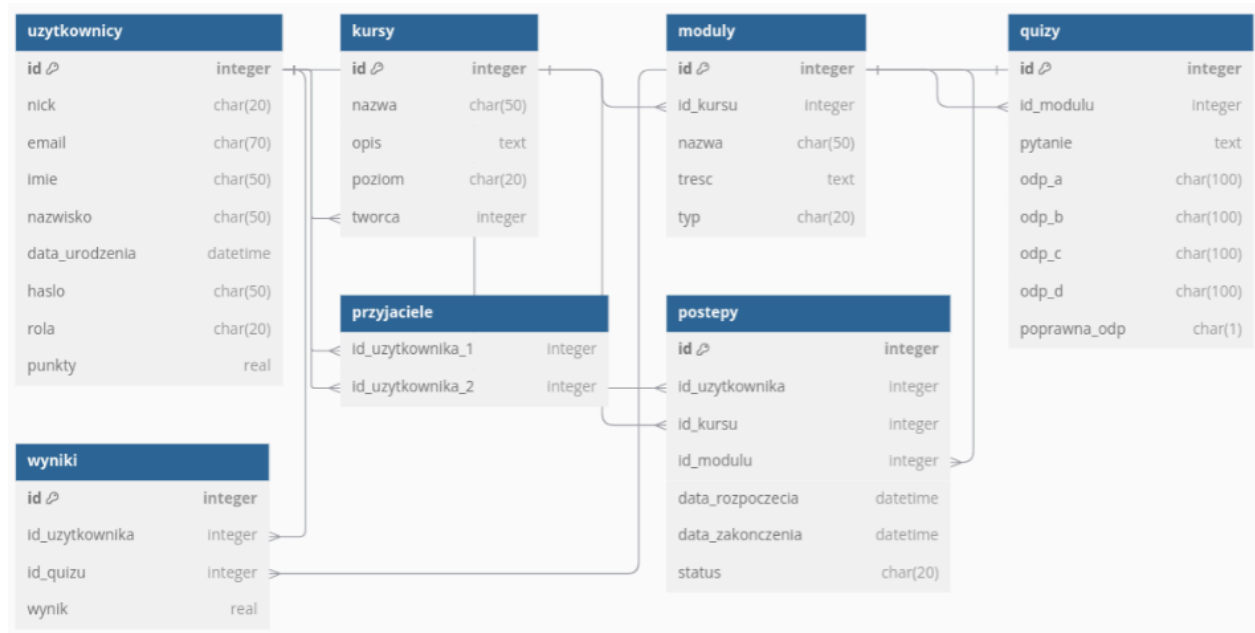 uzytkownicy
id integer
nick char(20)
email char(70)
imie char(50)
nazwisko char(50)
data_urodzenia datetime
haslo char(50)
rola char(20)
punkty real
kursy
id integer
nazwa char(50)
opis text
poziom char(20)
tworca integer
moduly
id integer
id_kursu integer
nazwa char(50)
tresc text
typ char(20)
quizy
id integer
id_modulu integer
pytanie text
odp_a char(100)
odp_b char(100)
odp_c char(100)
odp_d char(100)
poprawna_odp char(1)
przyjaciele
id_uzytkownika_1 integer
id_uzytkownika_2 integer
postepy
id integer
id_uzytkownika integer
id_kursu integer
id_modulu integer
data_rozpoczecia datetime
data_zakonczenia datetime
status char(20)
wyniki
id integer
id_uzytkownika integer
id_quizu integer
wynik real